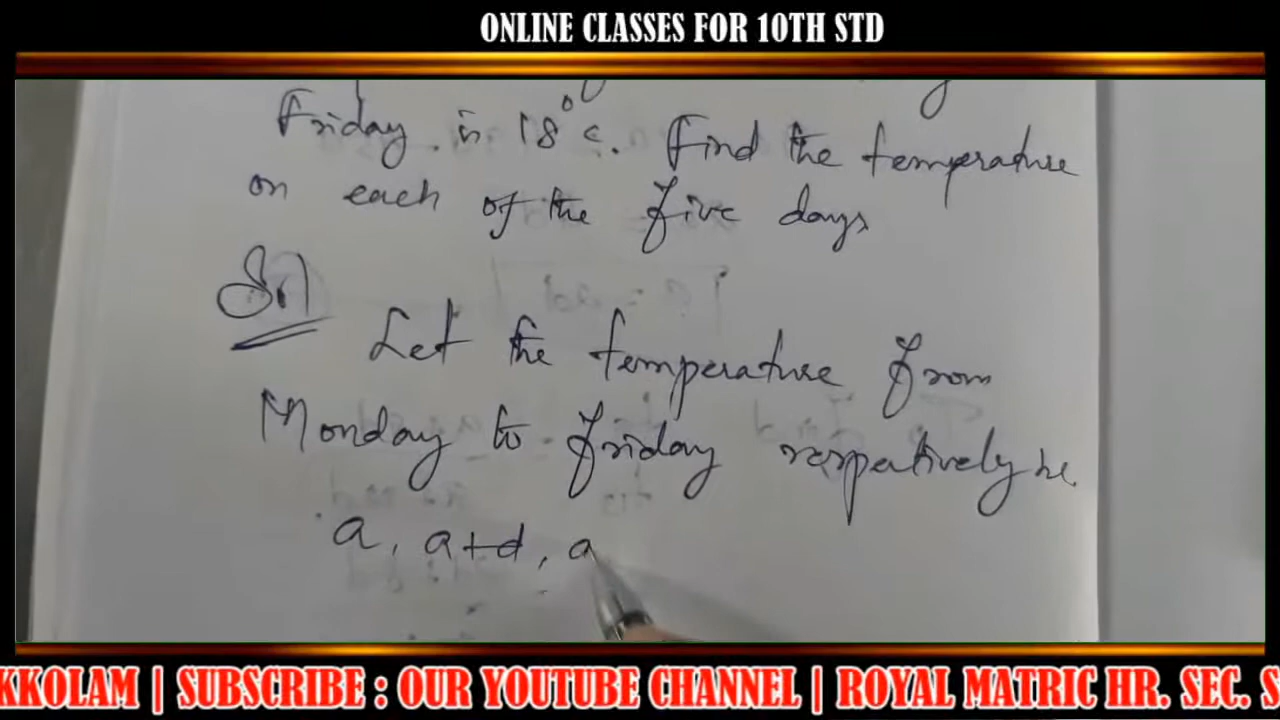 ONLINE CLASSES FOR 10TH STD
Friday. is 18°c. Find the temperature
on each of the five days
Sol
Let the temperature from
Monday to friday respectively be.
a, a+d, a
KKOLAM | SUBSCRIBE : OUR YOUTUBE CHANNEL | ROYAL MATRIC HR. SEC. S